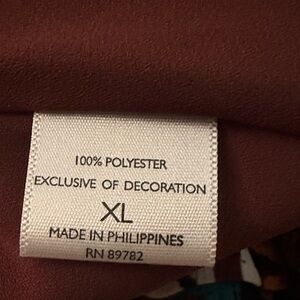 100% POLYESTER
EXCLUSIVE OF DECORATION
XL
MADE IN PHILIPPINES
RN 89782